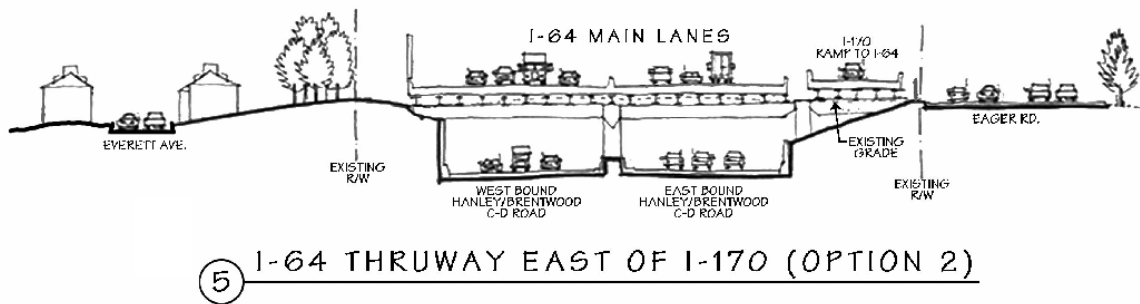 I-64 MAIN LANES
I-170
RAMP TO I-64
EVERETT AVE.
EXISTING
R/W
WEST BOUND
HANLEY/BRENTWOOD
C-D ROAD
EAST BOUND
HANLEY/BRENTWOOD
C-D ROAD
EXISTING
GRADE
EAGER RD.
EXISTING
R/W
5 I-64 THRUWAY EAST OF I-170 (OPTION 2)